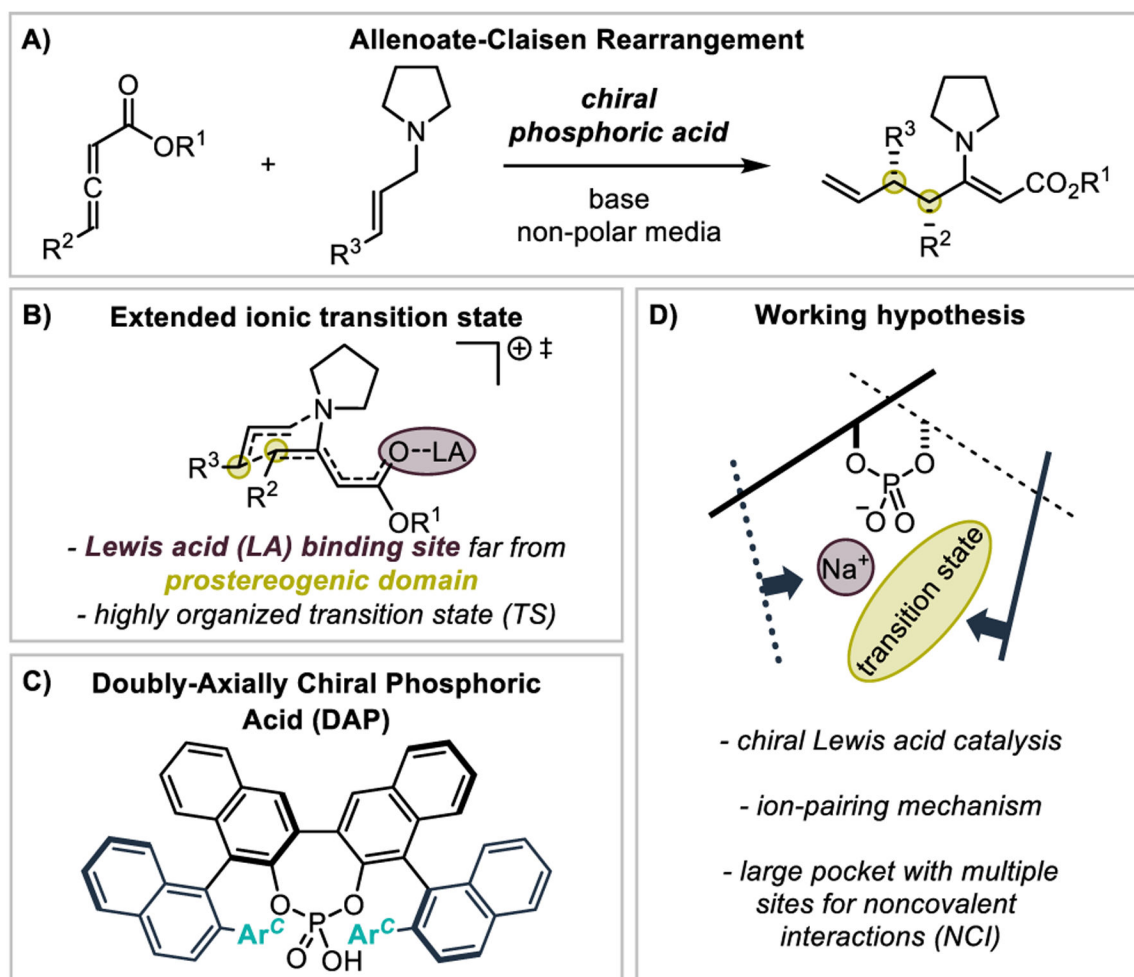 A)
Allenoate-Claisen Rearrangement
O
OR¹
C
R²
+
N
R³
chiral
phosphoric acid
base
non-polar media
R³
N
CO₂R¹
R²
B)
Extended ionic transition state
⊕ ‡
N
R³
R²
O--LA
OR¹
- Lewis acid (LA) binding site far from
prostereogenic domain
- highly organized transition state (TS)
C)
Doubly-Axially Chiral Phosphoric
Acid (DAP)
O
P
O
Arᶜ
Arᶜ
O
OH
D)
Working hypothesis
O
O
P
⁻O
O
Na⁺
transition state
- chiral Lewis acid catalysis
- ion-pairing mechanism
- large pocket with multiple
sites for noncovalent
interactions (NCI)